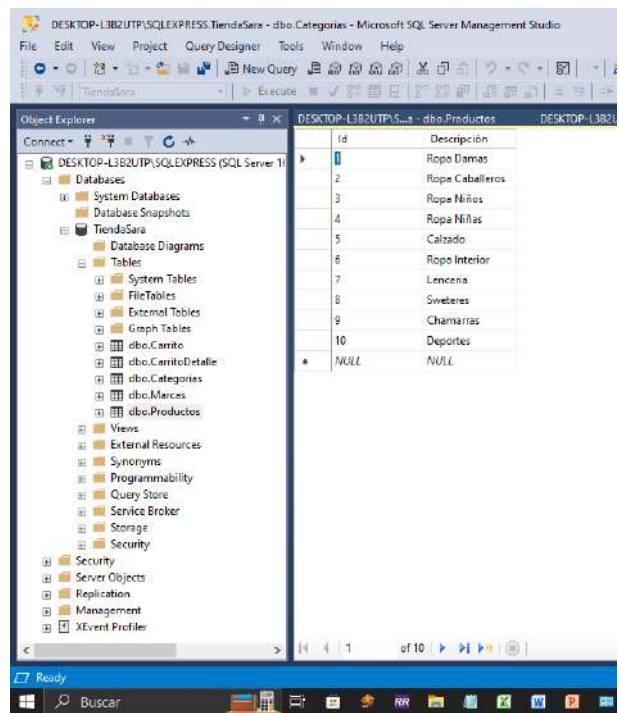 DESKTOP-L3B2UTP\SQLEXPRESS.TiendaSara - dbo.Categorias - Microsoft SQL Server Management Studio
File Edit View Project Query Designer Tools Window Help
New Query
TiendaSara Execute
Object Explorer
DESKTOP-L3B2UTP\S...a - dbo.Productos DESKTOP-L3B2U
Connect
DESKTOP-L3B2UTP\SQLEXPRESS (SQL Server 16
Databases
System Databases
Database Snapshots
TiendaSara
Database Diagrams
Tables
System Tables
FileTables
External Tables
Graph Tables
dbo.Carrito
dbo.CarritoDetalle
dbo.Categorias
dbo.Marcas
dbo.Productos
Views
External Resources
Synonyms
Programmability
Query Store
Service Broker
Storage
Security
Security
Server Objects
Replication
Management
XEvent Profiler
Id Descripción
1 Ropa Damas
2 Ropa Caballeros
3 Ropa Niños
4 Ropa Niñas
5 Calzado
6 Ropa Interior
7 Lenceria
8 Sweteres
9 Chamarras
10 Deportes
NULL NULL
1 of 10
Ready
Buscar